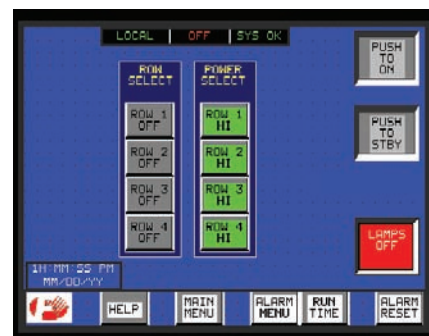 LOCAL OFF SYS OK
ROW
SELECT
POWER
SELECT
ROW 1
OFF
ROW 1
HI
ROW 2
OFF
ROW 2
HI
ROW 3
OFF
ROW 3
HI
ROW 4
OFF
ROW 4
HI
PUSH
TO
ON
PUSH
TO
STBY
LAMPS
OFF
1H:MM:SS PM
MM/DD/YY
HELP
MAIN
MENU
ALARM
MENU
RUN
TIME
ALARM
RESET